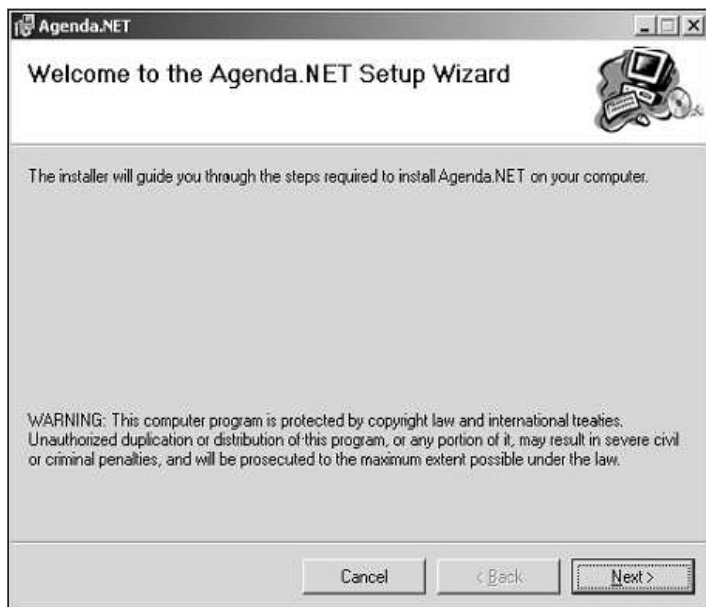 Agenda.NET
Welcome to the Agenda.NET Setup Wizard
The installer will guide you through the steps required to install Agenda.NET on your computer.
WARNING: This computer program is protected by copyright law and international treaties.
Unauthorized duplication or distribution of this program, or any portion of it, may result in severe civil
or criminal penalties, and will be prosecuted to the maximum extent possible under the law.
Cancel
< Back
Next >